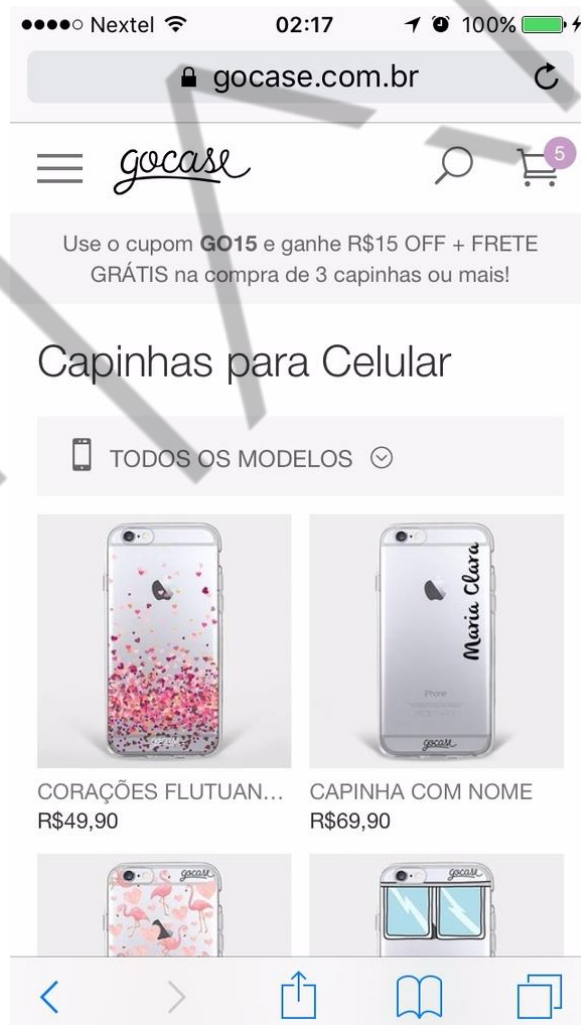 Nextel 02:17 100%
gocase.com.br
gocase 5
Use o cupom GO15 e ganhe R$15 OFF + FRETE
GRÁTIS na compra de 3 capinhas ou mais!
Capinhas para Celular
TODOS OS MODELOS
Maria Clara
iPhone
gocase gocase
CORAÇÕES FLUTUAN... CAPINHA COM NOME
R$49,90 R$69,90
gocase gocase